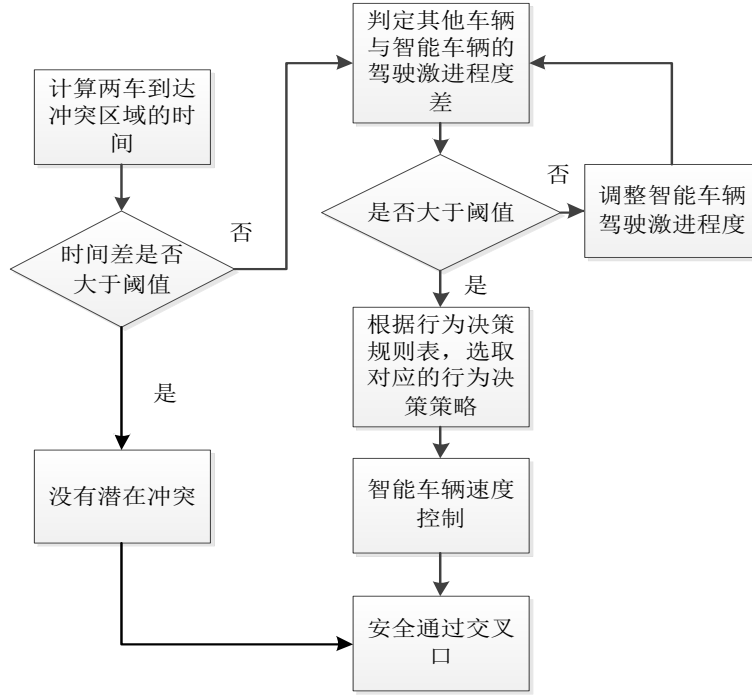 计算两车到达
冲突区域的时
间
时间差是否
大于阈值
否
是
没有潜在冲突
判定其他车辆
与智能车辆的
驾驶激进程度
差
是否大于阈值
否
调整智能车辆
驾驶激进程度
是
根据行为决策
规则表，选取
对应的行为决
策策略
智能车辆速度
控制
安全通过交叉
口